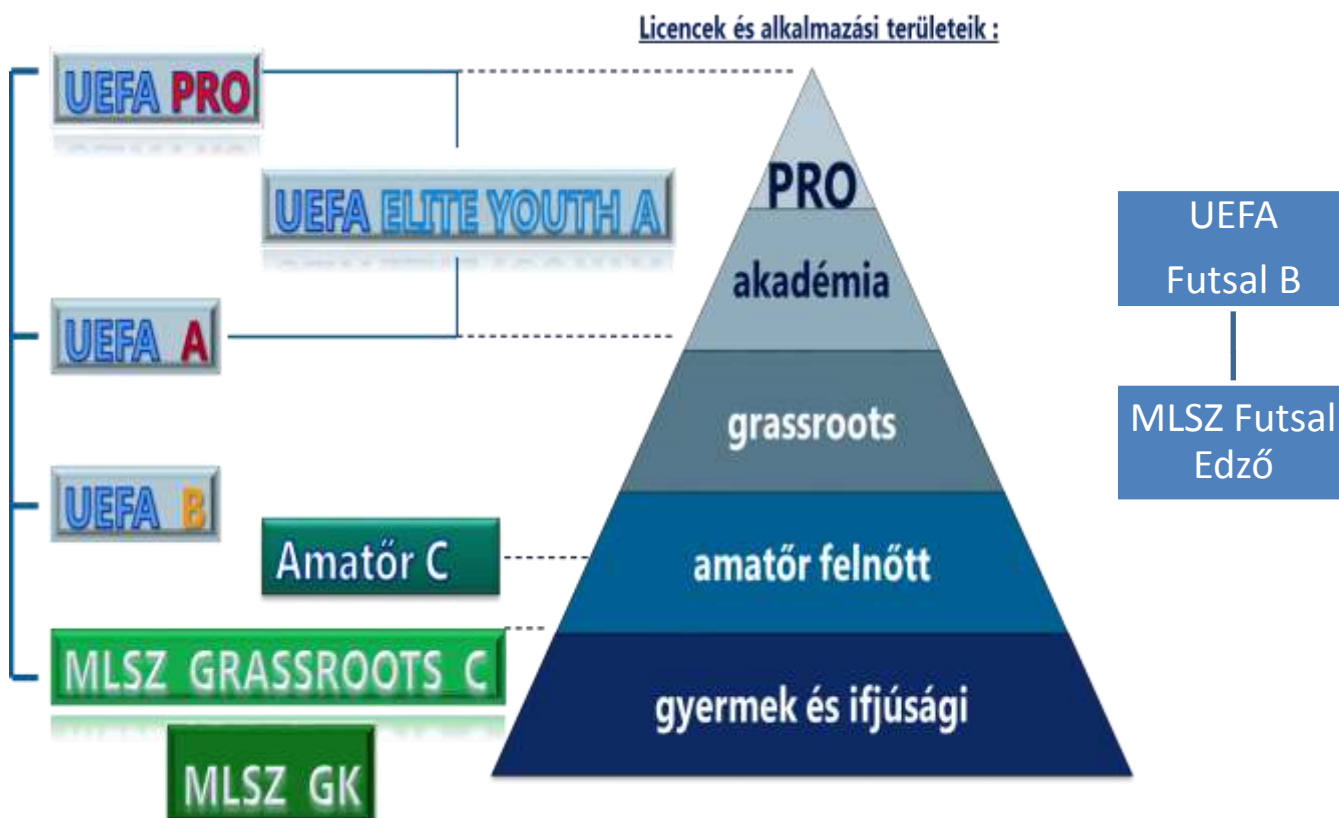 Licencek és alkalmazási területeik :
UEFA PRO
UEFA ELITE YOUTH A
UEFA A
UEFA B
Amatőr C
MLSZ GRASSROOTS C
MLSZ GK
PRO
akadémia
grassroots
amatőr felnőtt
gyermek és ifjúsági
UEFA
Futsal B
MLSZ Futsal
Edző